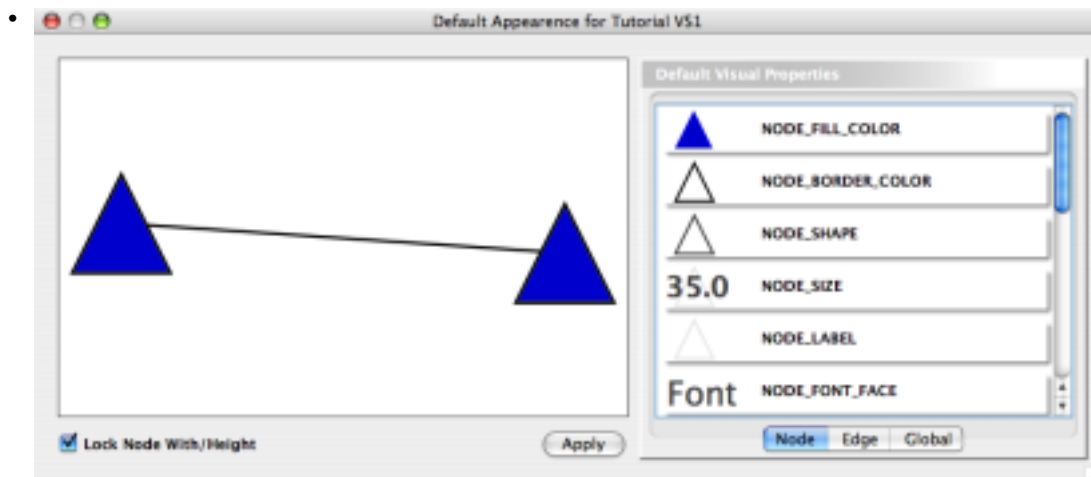 Default Appearence for Tutorial VS1
Default Visual Properties
NODE_FILL_COLOR
NODE_BORDER_COLOR
NODE_SHAPE
35.0 NODE_SIZE
NODE_LABEL
Font NODE_FONT_FACE
Lock Node With/Height
Apply
Node Edge Global